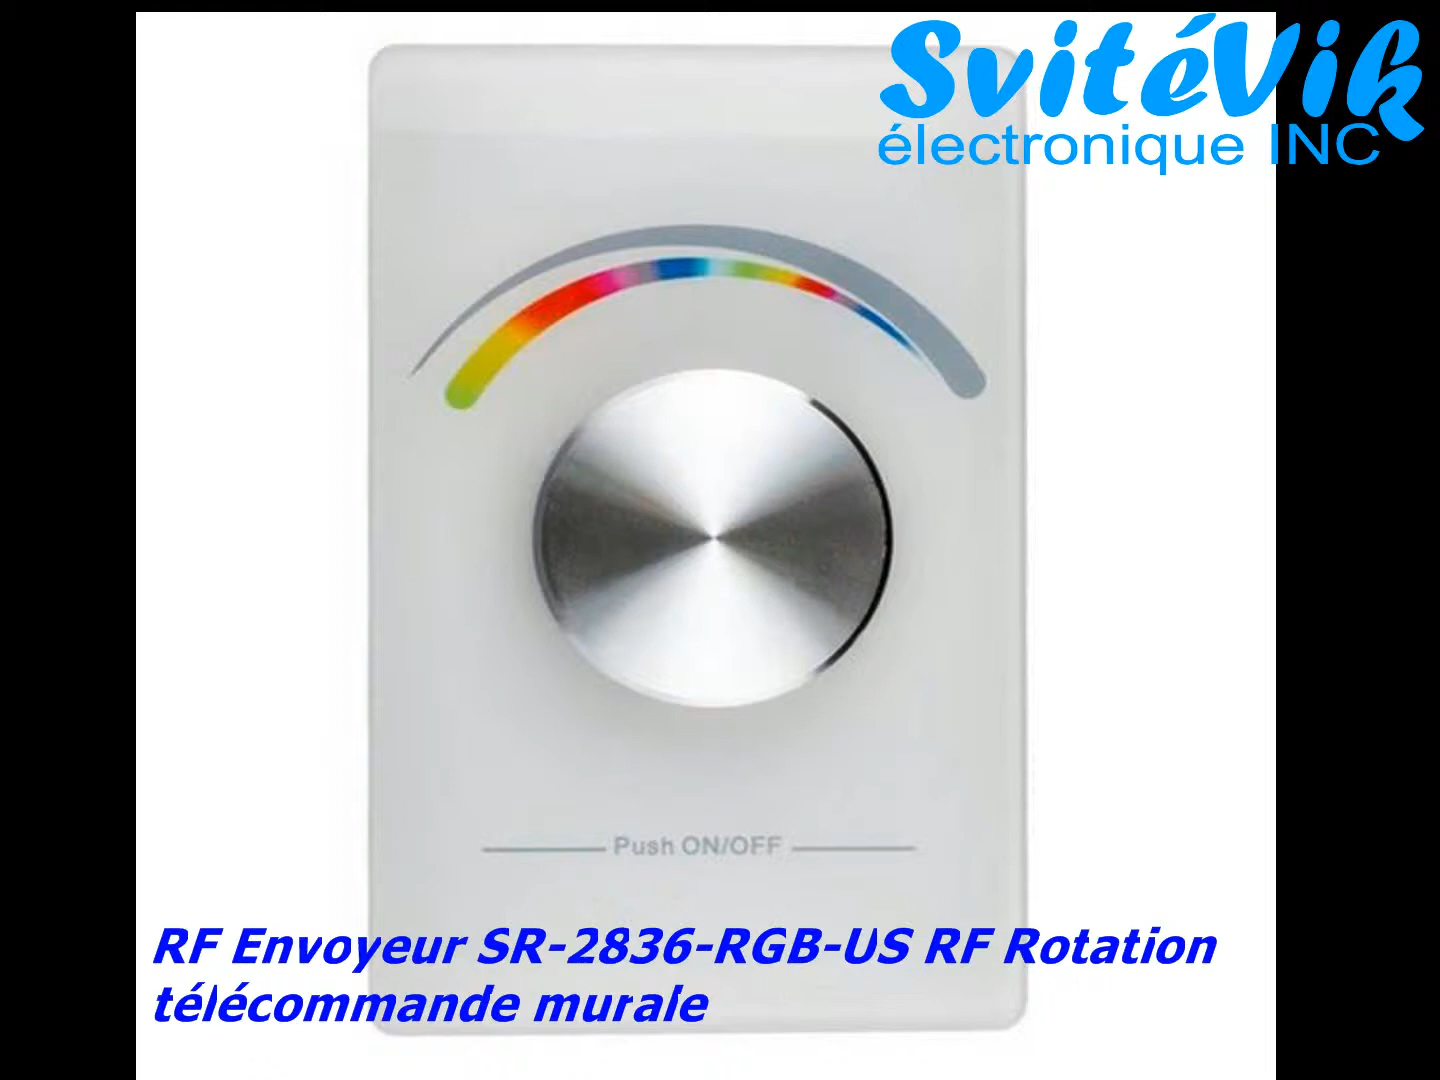 SvitéVik
électronique INC
Push ON/OFF
RF Envoyeur SR-2836-RGB-US RF Rotation
télécommande murale